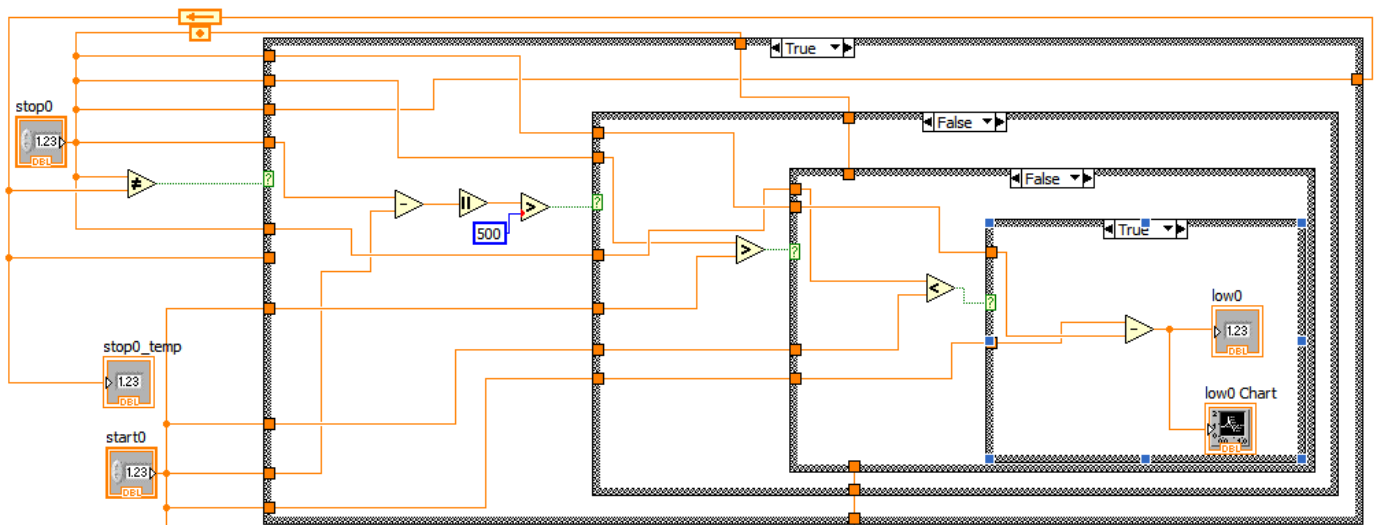 True
stop0
1.23
DBL
False
False
True
?
?
?
?
≠
-
>
500
>
<
-
low0
1.23
DBL
stop0_temp
1.23
DBL
low0 Chart
DBL
start0
1.23
DBL